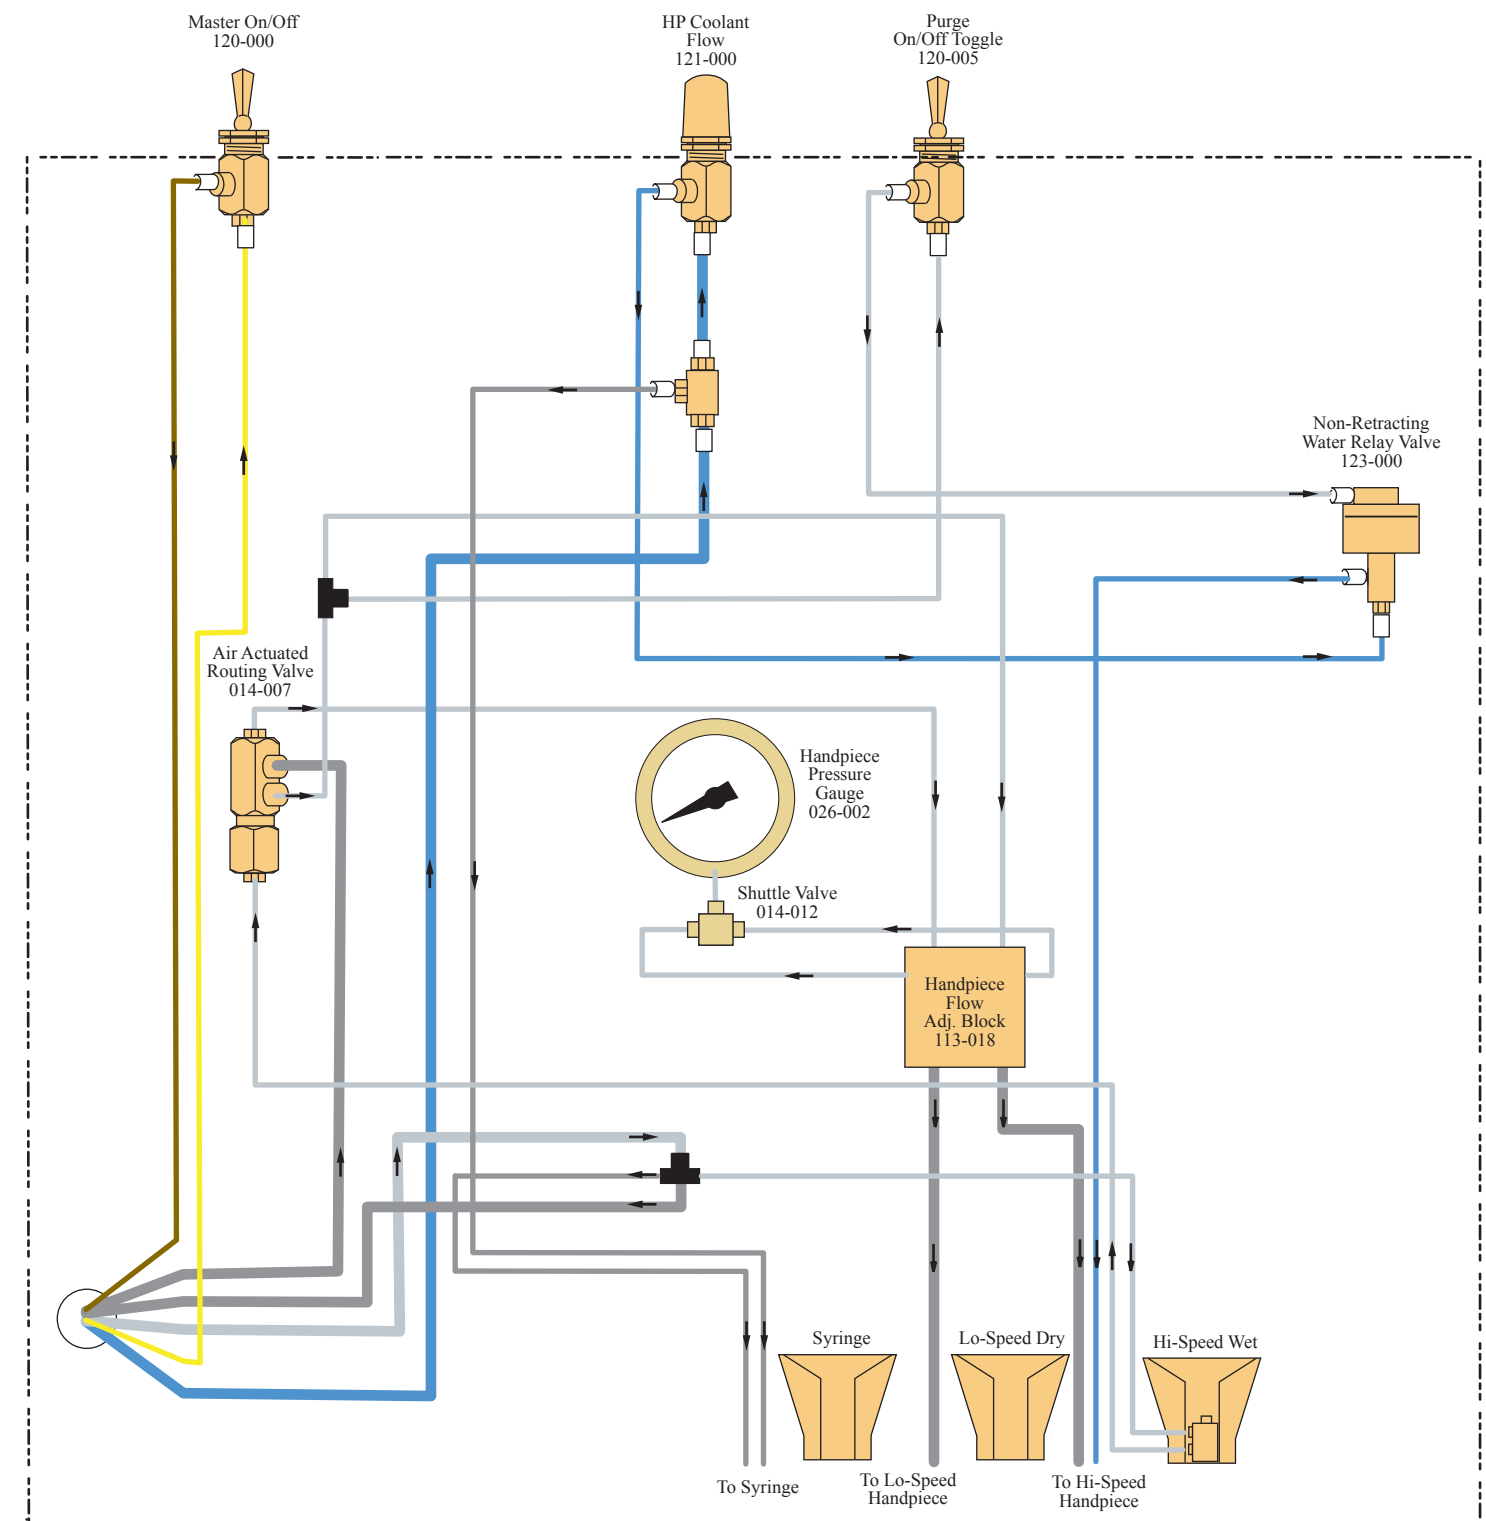 Master On/Off
120-000
HP Coolant
Flow
121-000
Purge
On/Off Toggle
120-005
Non-Retracting
Water Relay Valve
123-000
Air Actuated
Routing Valve
014-007
Handpiece
Pressure
Gauge
026-002
Shuttle Valve
014-012
Handpiece
Flow
Adj. Block
113-018
Syringe
Lo-Speed Dry
Hi-Speed Wet
To Syringe
To Lo-Speed
Handpiece
To Hi-Speed
Handpiece